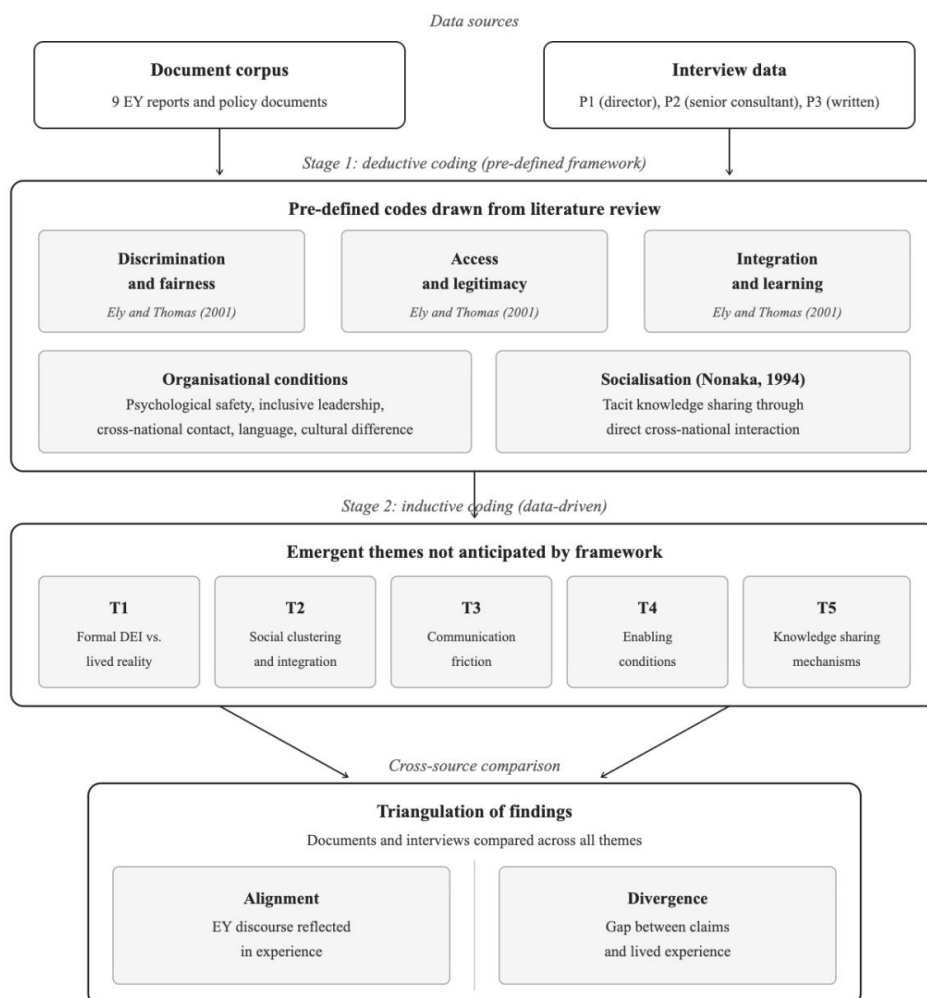 Data sources
Document corpus
9 EY reports and policy documents
Interview data
P1 (director), P2 (senior consultant), P3 (written)
Stage 1: deductive coding (pre-defined framework)
Pre-defined codes drawn from literature review
Discrimination
and fairness
Ely and Thomas (2001)
Access
and legitimacy
Ely and Thomas (2001)
Integration
and learning
Ely and Thomas (2001)
Organisational conditions
Psychological safety, inclusive leadership,
cross-national contact, language, cultural difference
Socialisation (Nonaka, 1994)
Tacit knowledge sharing through
direct cross-national interaction
Stage 2: inductive coding (data-driven)
Emergent themes not anticipated by framework
T1
Formal DEI vs.
lived reality
T2
Social clustering
and integration
T3
Communication
friction
T4
Enabling
conditions
T5
Knowledge sharing
mechanisms
Cross-source comparison
Triangulation of findings
Documents and interviews compared across all themes
Alignment
EY discourse reflected
in experience
Divergence
Gap between claims
and lived experience